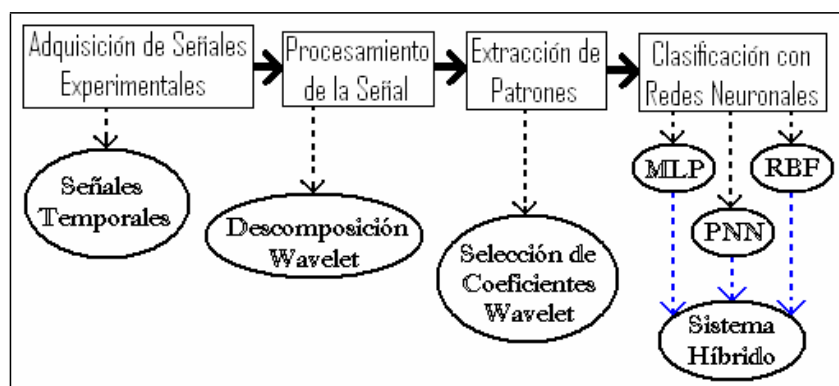 Adquisición de Señales
Experimentales
Procesamiento
de la Señal
Extracción de
Patrones
Clasificación con
Redes Neuronales
Señales
Temporales
Descomposición
Wavelet
Selección de
Coeficientes
Wavelet
MLP
RBF
PNN
Sistema
Híbrido